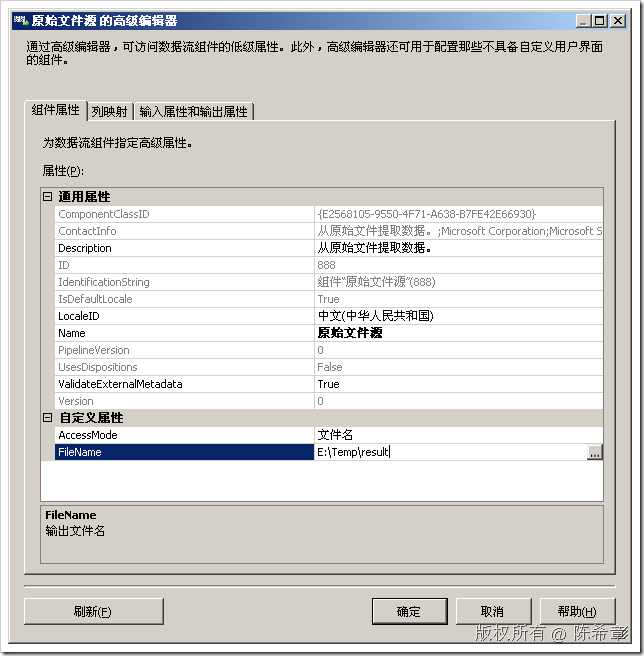 原始文件源 的高级编辑器
通过高级编辑器，可访问数据流组件的低级属性。此外，高级编辑器还可用于配置那些不具备自定义用户界面
的组件。
组件属性 列映射 输入属性和输出属性
为数据流组件指定高级属性。
属性(P):
通用属性
ComponentClassID {E2568105-9550-4F71-A638-B7FE42E66930}
ContactInfo 从原始文件提取数据。;Microsoft Corporation;Microsoft S
Description 从原始文件提取数据。
ID 888
IdentificationString 组件“原始文件源”(888)
IsDefaultLocale True
LocaleID 中文(中华人民共和国)
Name 原始文件源
PipelineVersion 0
UsesDispositions False
ValidateExternalMetadata True
Version 0
自定义属性
AccessMode 文件名
FileName E:\Temp\result ...
FileName
输出文件名
刷新(F) 确定 取消 帮助(H)
版权所有 @ 陈希章